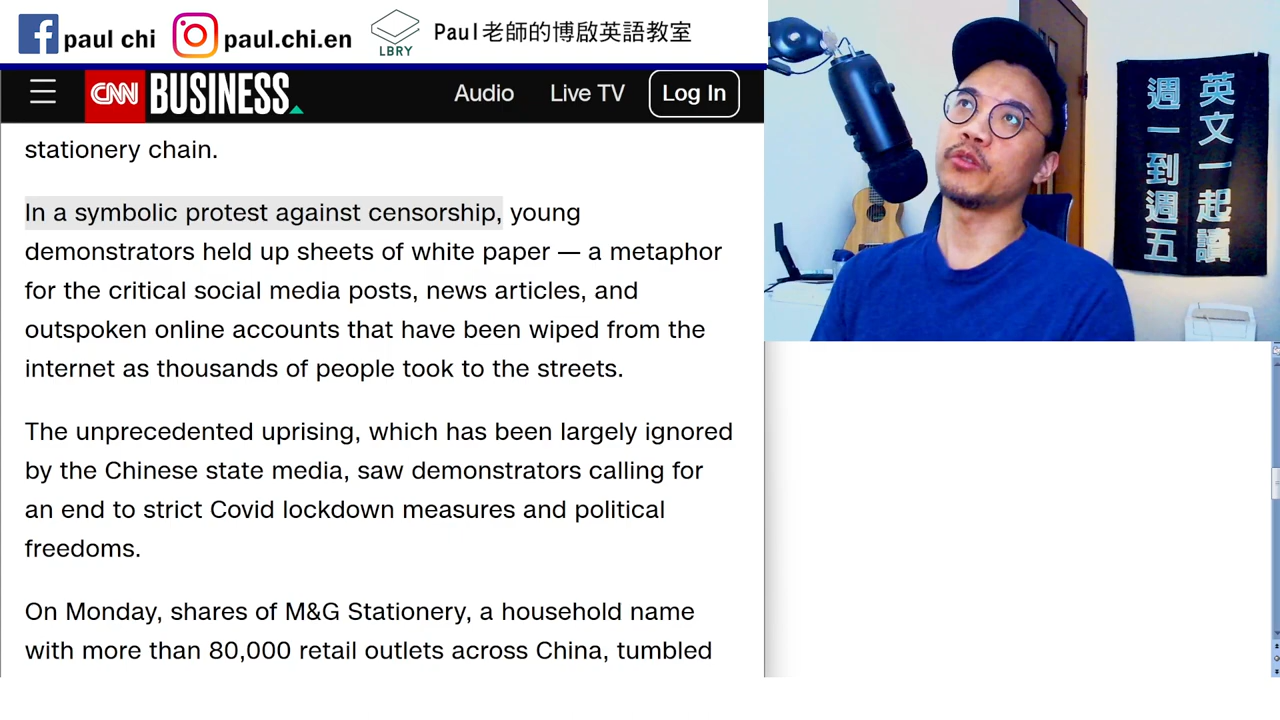 paul chi
paul.chi.en
LBRY
Paul老師的博啟英語教室
CNN BUSINESS
Audio
Live TV
Log In
stationery chain.
In a symbolic protest against censorship, young
demonstrators held up sheets of white paper — a metaphor
for the critical social media posts, news articles, and
outspoken online accounts that have been wiped from the
internet as thousands of people took to the streets.
The unprecedented uprising, which has been largely ignored
by the Chinese state media, saw demonstrators calling for
an end to strict Covid lockdown measures and political
freedoms.
On Monday, shares of M&G Stationery, a household name
with more than 80,000 retail outlets across China, tumbled
英文一起讀
週一到週五